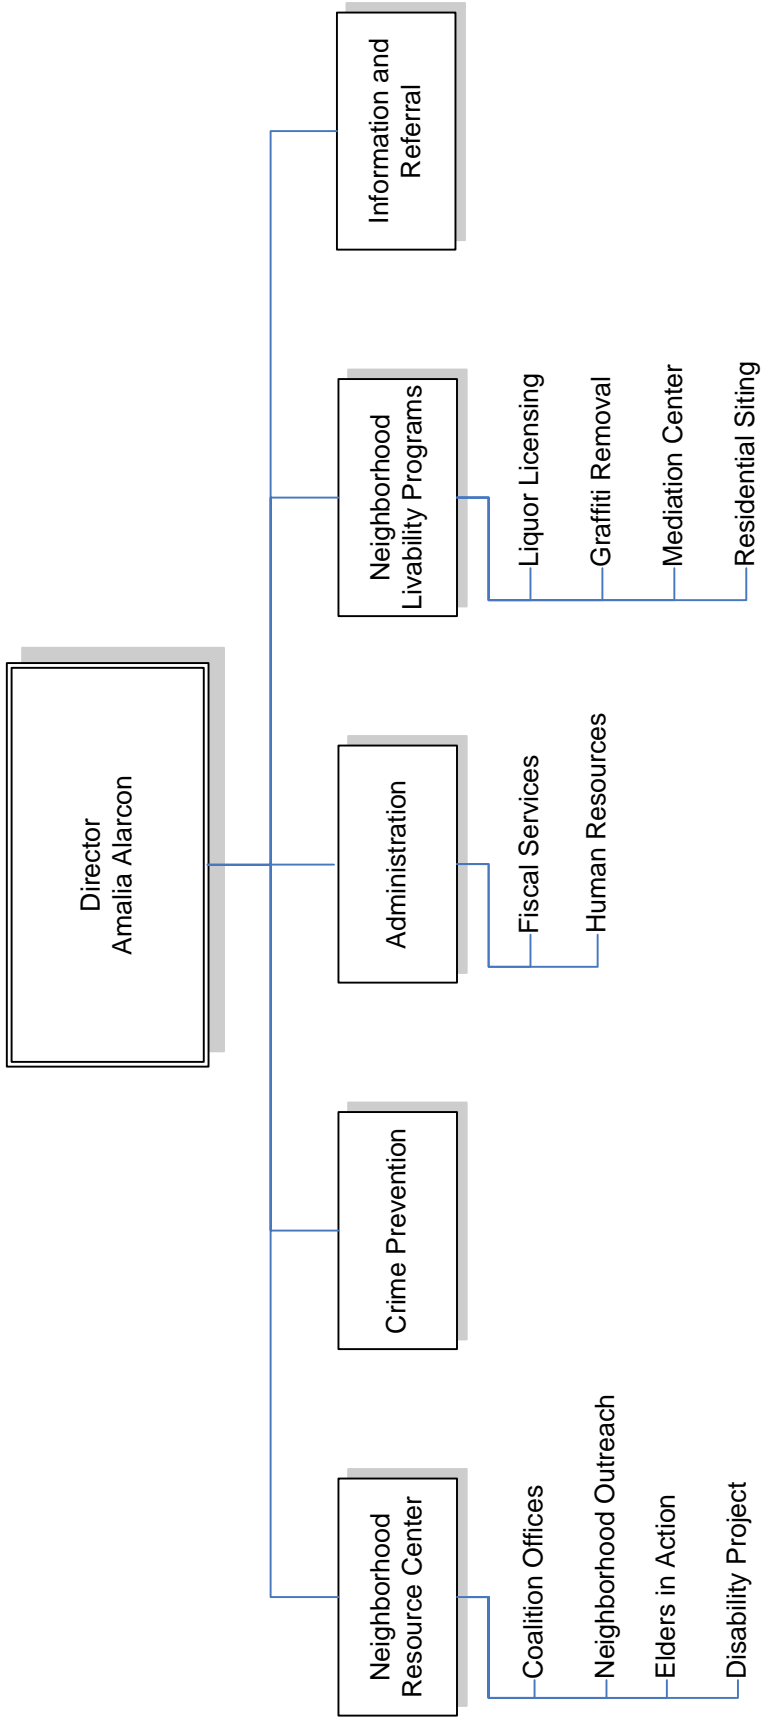 Director
Amalia Alarcon
Neighborhood
Resource Center
Coalition Offices
Neighborhood Outreach
Elders in Action
Disability Project
Crime Prevention
Administration
Fiscal Services
Human Resources
Neighborhood
Livability Programs
Liquor Licensing
Graffiti Removal
Mediation Center
Residential Siting
Information and
Referral